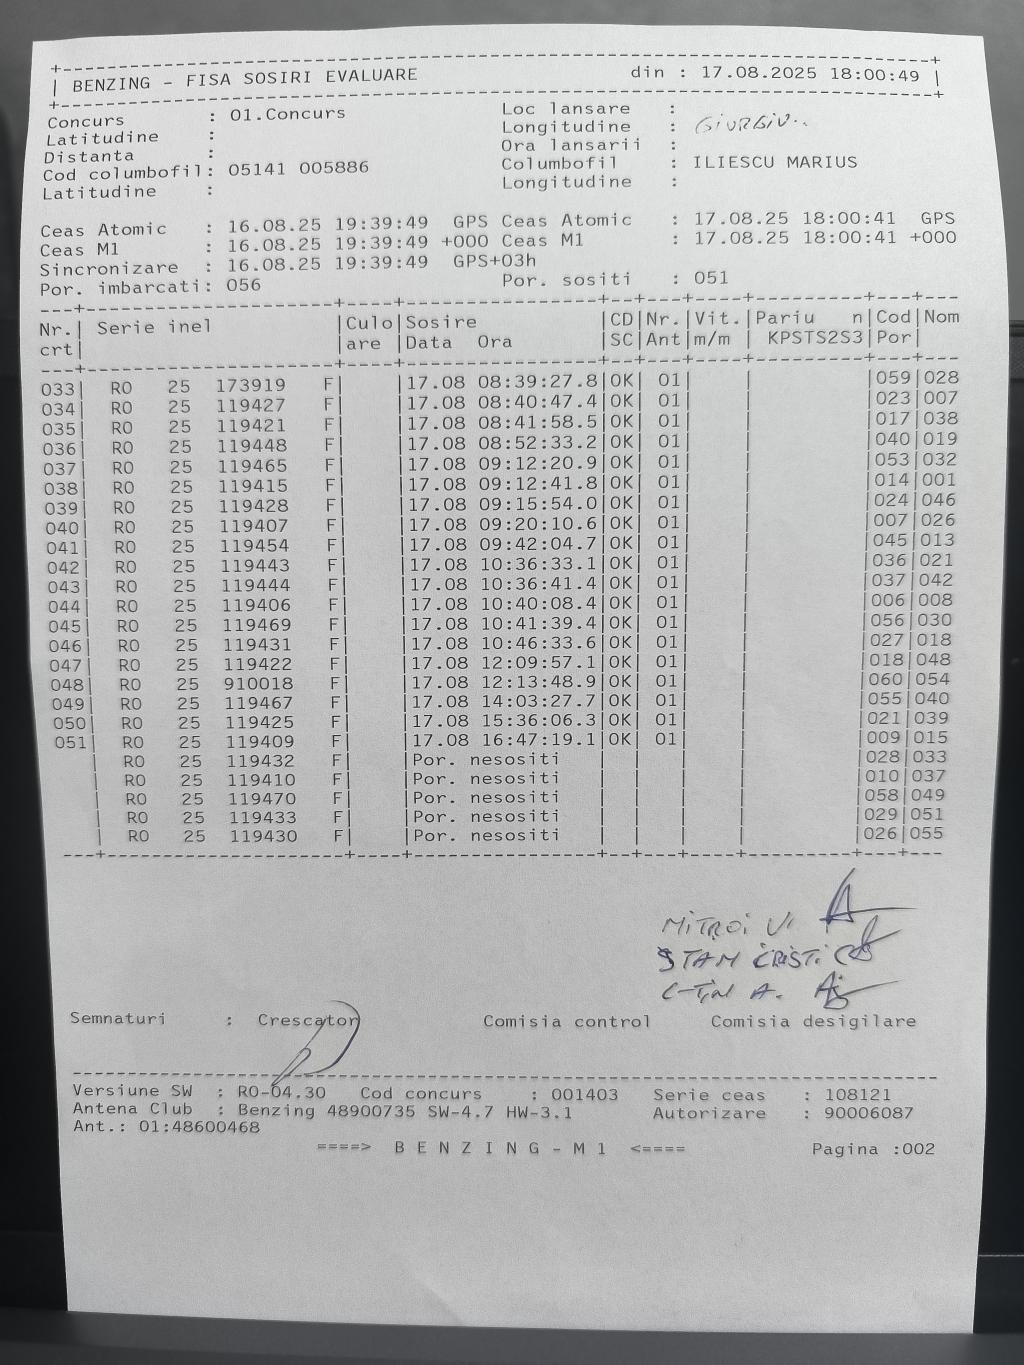 BENZING - FISA SOSIRI EVALUARE din : 17.08.2025 18:00:49
Concurs : 01.Concurs Loc lansare :
Latitudine : Longitudine : GIURGIU..
Distanta : Ora lansarii :
Cod columbofil: 05141 005886 Columbofil : ILIESCU MARIUS
Latitudine : Longitudine :
Ceas Atomic : 16.08.25 19:39:49 GPS Ceas Atomic : 17.08.25 18:00:41 GPS
Ceas M1 : 16.08.25 19:39:49 +000 Ceas M1 : 17.08.25 18:00:41 +000
Sincronizare : 16.08.25 19:39:49 GPS+03h
Por. imbarcati: 056 Por. sositi : 051
Nr.| Serie inel |Culo|Sosire |CD|Nr.|Vit.|Pariu n|Cod|Nom
crt| |are |Data Ora |SC|Ant|m/m | KPSTS2S3|Por|
033| RO 25 173919 F| |17.08 08:39:27.8|OK| 01| | |059|028
034| RO 25 119427 F| |17.08 08:40:47.4|OK| 01| | |023|007
035| RO 25 119421 F| |17.08 08:41:58.5|OK| 01| | |017|038
036| RO 25 119448 F| |17.08 08:52:33.2|OK| 01| | |040|019
037| RO 25 119465 F| |17.08 09:12:20.9|OK| 01| | |053|032
038| RO 25 119415 F| |17.08 09:12:41.8|OK| 01| | |014|001
039| RO 25 119428 F| |17.08 09:15:54.0|OK| 01| | |024|046
040| RO 25 119407 F| |17.08 09:20:10.6|OK| 01| | |007|026
041| RO 25 119454 F| |17.08 09:42:04.7|OK| 01| | |045|013
042| RO 25 119443 F| |17.08 10:36:33.1|OK| 01| | |036|021
043| RO 25 119444 F| |17.08 10:36:41.4|OK| 01| | |037|042
044| RO 25 119406 F| |17.08 10:40:08.4|OK| 01| | |006|008
045| RO 25 119469 F| |17.08 10:41:39.4|OK| 01| | |056|030
046| RO 25 119431 F| |17.08 10:46:33.6|OK| 01| | |027|018
047| RO 25 119422 F| |17.08 12:09:57.1|OK| 01| | |018|048
048| RO 25 910018 F| |17.08 12:13:48.9|OK| 01| | |060|054
049| RO 25 119467 F| |17.08 14:03:27.7|OK| 01| | |055|040
050| RO 25 119425 F| |17.08 15:36:06.3|OK| 01| | |021|039
051| RO 25 119409 F| |17.08 16:47:19.1|OK| 01| | |009|015
| RO 25 119432 F| |Por. nesositi | | | | |028|033
| RO 25 119410 F| |Por. nesositi | | | | |010|037
| RO 25 119470 F| |Por. nesositi | | | | |058|049
| RO 25 119433 F| |Por. nesositi | | | | |029|051
| RO 25 119430 F| |Por. nesositi | | | | |026|055
MITROI V.
STAN CRISTI
C-TIN A.
Semnaturi : Crescator Comisia control Comisia desigilare
Versiune SW : RO-04.30 Cod concurs : 001403 Serie ceas : 108121
Antena Club : Benzing 48900735 SW-4.7 HW-3.1 Autorizare : 90006087
Ant.: 01:48600468
====> B E N Z I N G - M 1 <==== Pagina :002